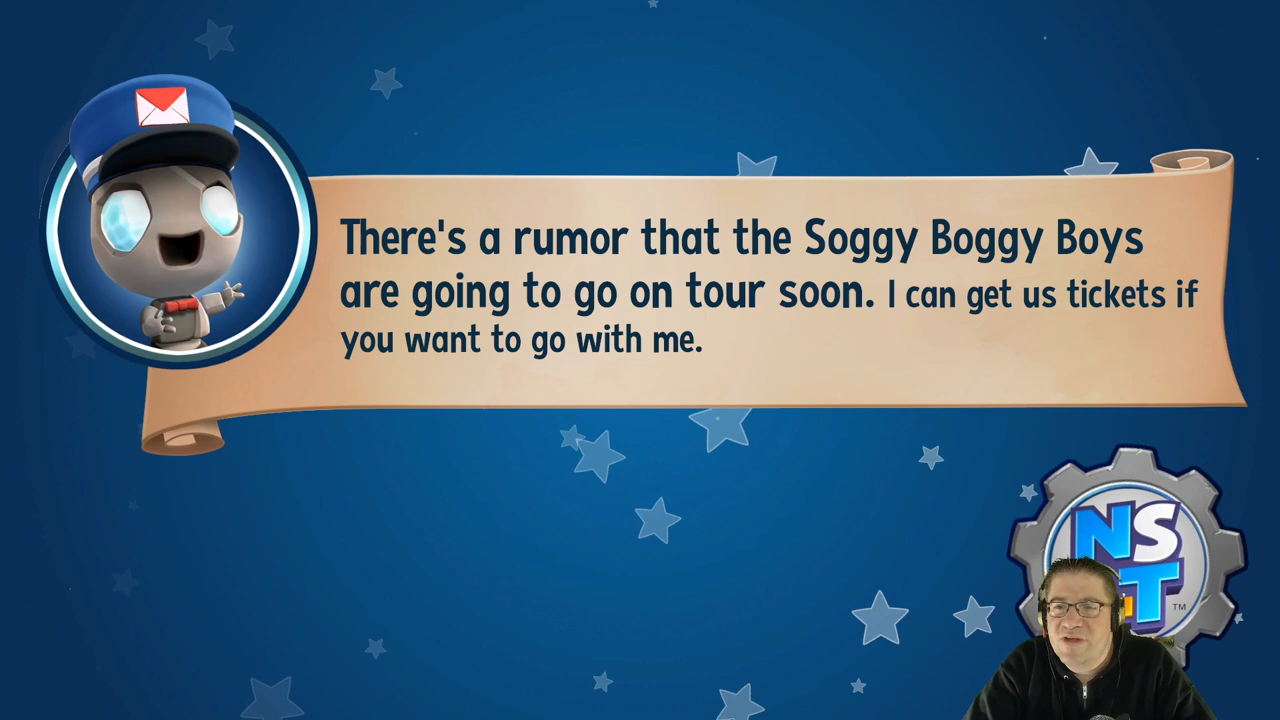 There's a rumor that the Soggy Boggy Boys
are going to go on tour soon. I can get us tickets if
you want to go with me.
NS
T
TM